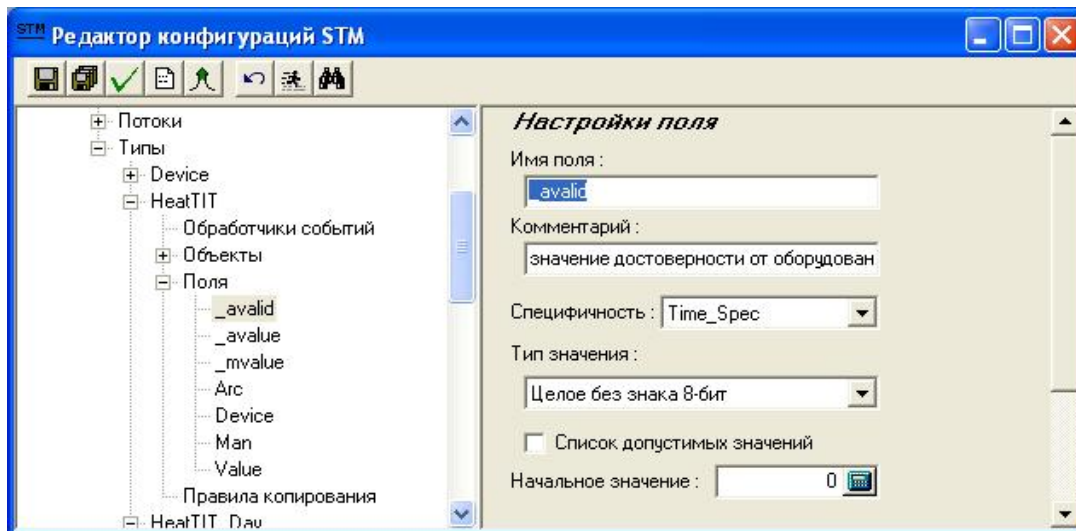 STM Редактор конфигураций STM
Потоки
Типы
Device
HeatTIT
Обработчики событий
Объекты
Поля
_avalid
_avalue
_mvalue
Arc
Device
Man
Value
Правила копирования
HeatTIT_Day
Настройки поля
Имя поля :
_avalid
Комментарий :
значение достоверности от оборудован
Специфичность : Time_Spec
Тип значения :
Целое без знака 8-бит
Список допустимых значений
Начальное значение : 0